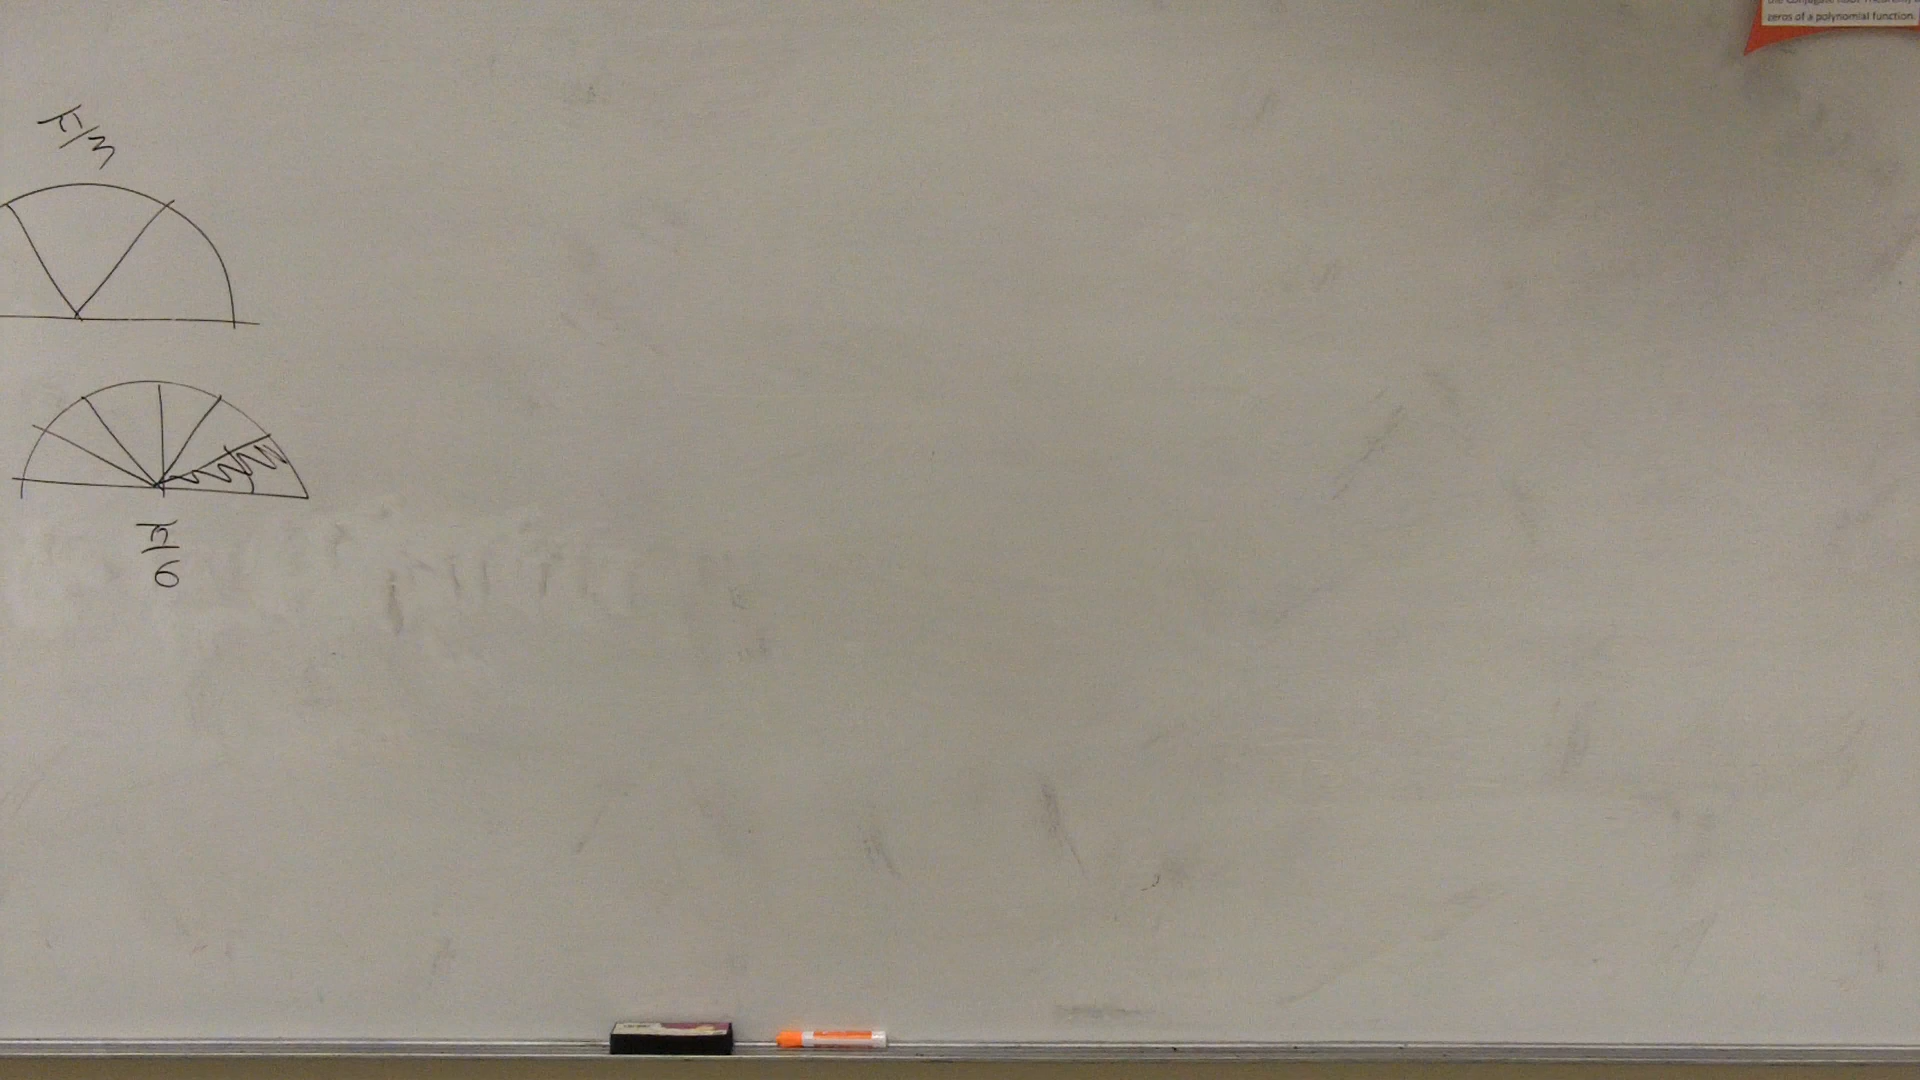 π/3
π
6
zeros of a polynomial function.